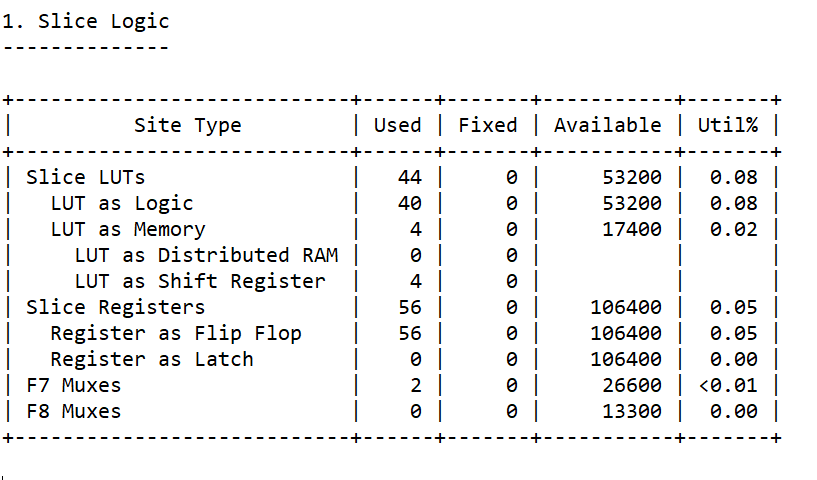 1. Slice Logic
--------------
+----------------------------+------+-------+-----------+-------+
|          Site Type         | Used | Fixed | Available | Util% |
+----------------------------+------+-------+-----------+-------+
| Slice LUTs                 |   44 |     0 |     53200 |  0.08 |
|   LUT as Logic             |   40 |     0 |     53200 |  0.08 |
|   LUT as Memory            |    4 |     0 |     17400 |  0.02 |
|     LUT as Distributed RAM |    0 |     0 |           |       |
|     LUT as Shift Register  |    4 |     0 |           |       |
| Slice Registers            |   56 |     0 |    106400 |  0.05 |
|   Register as Flip Flop    |   56 |     0 |    106400 |  0.05 |
|   Register as Latch        |    0 |     0 |    106400 |  0.00 |
| F7 Muxes                   |    2 |     0 |     26600 | <0.01 |
| F8 Muxes                   |    0 |     0 |     13300 |  0.00 |
+----------------------------+------+-------+-----------+-------+